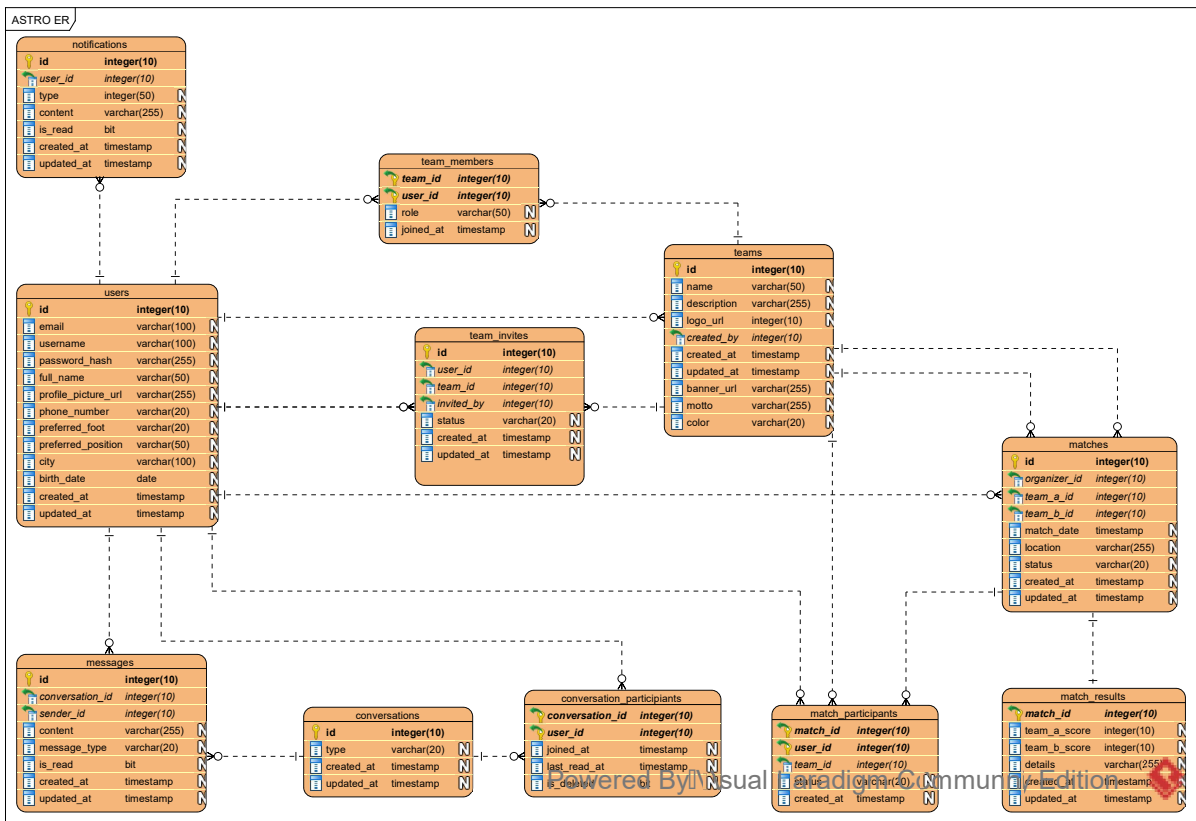 ASTRO ER
notifications
id integer(10)
user_id integer(10)
type integer(50) N
content varchar(255) N
is_read bit N
created_at timestamp N
updated_at timestamp N
team_members
team_id integer(10)
user_id integer(10)
role varchar(50) N
joined_at timestamp N
teams
id integer(10)
name varchar(50) N
description varchar(255) N
logo_url integer(10) N
created_by integer(10)
created_at timestamp N
updated_at timestamp N
banner_url varchar(255) N
motto varchar(255) N
color varchar(20) N
users
id integer(10)
email varchar(100) N
username varchar(100) N
password_hash varchar(255) N
full_name varchar(50) N
profile_picture_url varchar(255) N
phone_number varchar(20) N
preferred_foot varchar(20) N
preferred_position varchar(50) N
city varchar(100) N
birth_date date N
created_at timestamp N
updated_at timestamp N
team_invites
id integer(10)
user_id integer(10)
team_id integer(10)
invited_by integer(10)
status varchar(20) N
created_at timestamp N
updated_at timestamp N
matches
id integer(10)
organizer_id integer(10)
team_a_id integer(10)
team_b_id integer(10)
match_date timestamp N
location varchar(255) N
status varchar(20) N
created_at timestamp N
updated_at timestamp N
messages
id integer(10)
conversation_id integer(10)
sender_id integer(10)
content varchar(255) N
message_type varchar(20) N
is_read bit N
created_at timestamp N
updated_at timestamp N
conversations
id integer(10)
type varchar(20) N
created_at timestamp N
updated_at timestamp N
conversation_participants
conversation_id integer(10)
user_id integer(10)
joined_at timestamp N
last_read_at timestamp N
is_deleted bit N
match_participants
match_id integer(10)
user_id integer(10)
team_id integer(10)
status varchar(20) N
created_at timestamp N
match_results
match_id integer(10)
team_a_score integer(10) N
team_b_score integer(10) N
details varchar(255) N
created_at timestamp N
updated_at timestamp N
Powered By Visual Paradigm Community Edition